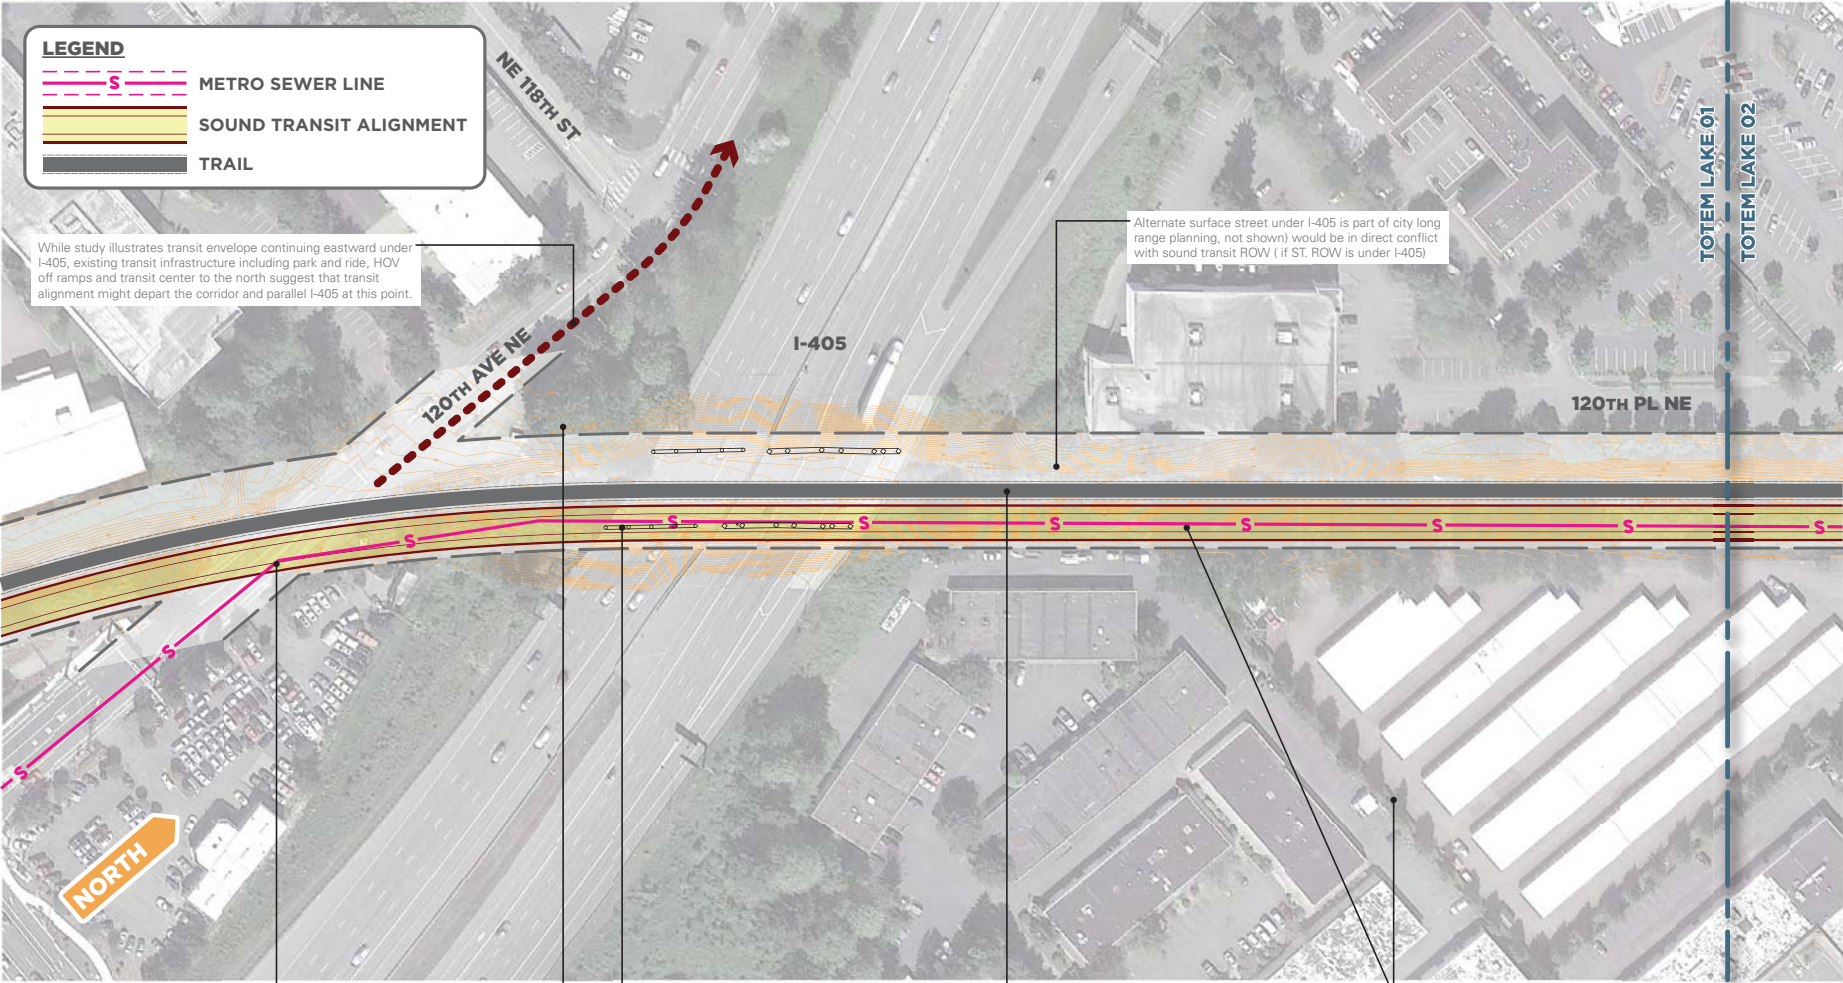 LEGEND
S METRO SEWER LINE
SOUND TRANSIT ALIGNMENT
TRAIL
NE 118TH ST
While study illustrates transit envelope continuing eastward under
I-405, existing transit infrastructure including park and ride, HOV
off ramps and transit center to the north suggest that transit
alignment might depart the corridor and parallel I-405 at this point.
Alternate surface street under I-405 is part of city long
range planning, not shown) would be in direct conflict
with sound transit ROW ( if ST. ROW is under I-405)
TOTEM LAKE 01
TOTEM LAKE 02
I-405
120TH AVE NE
120TH PL NE
S S S S S S S S
S
S
NORTH